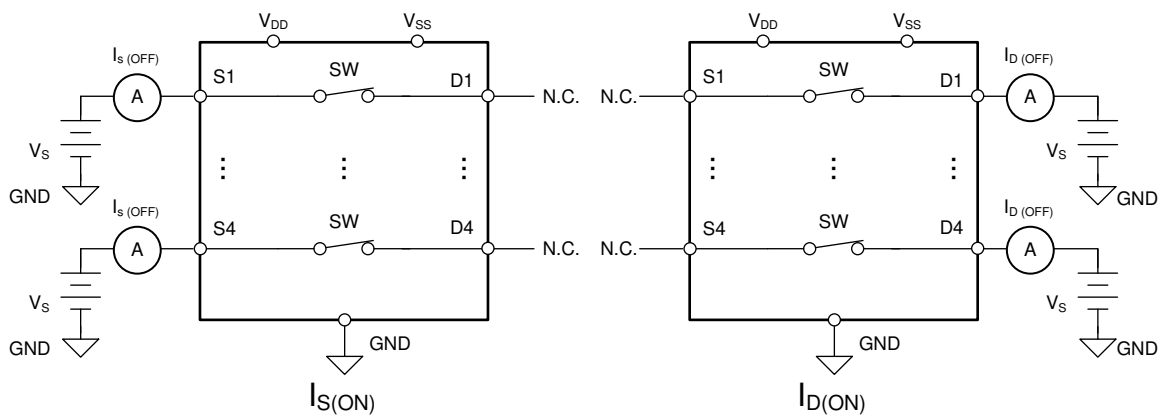 VDD VSS
Is (OFF)
A
S1 SW D1
N.C.
VS
GND
⋮ ⋮ ⋮
Is (OFF)
A
S4 SW D4
N.C.
VS
GND
GND
IS(ON)
VDD VSS
ID (OFF)
N.C.
S1 SW D1
A
VS
GND
⋮ ⋮ ⋮
ID (OFF)
N.C.
S4 SW D4
A
VS
GND
GND
ID(ON)